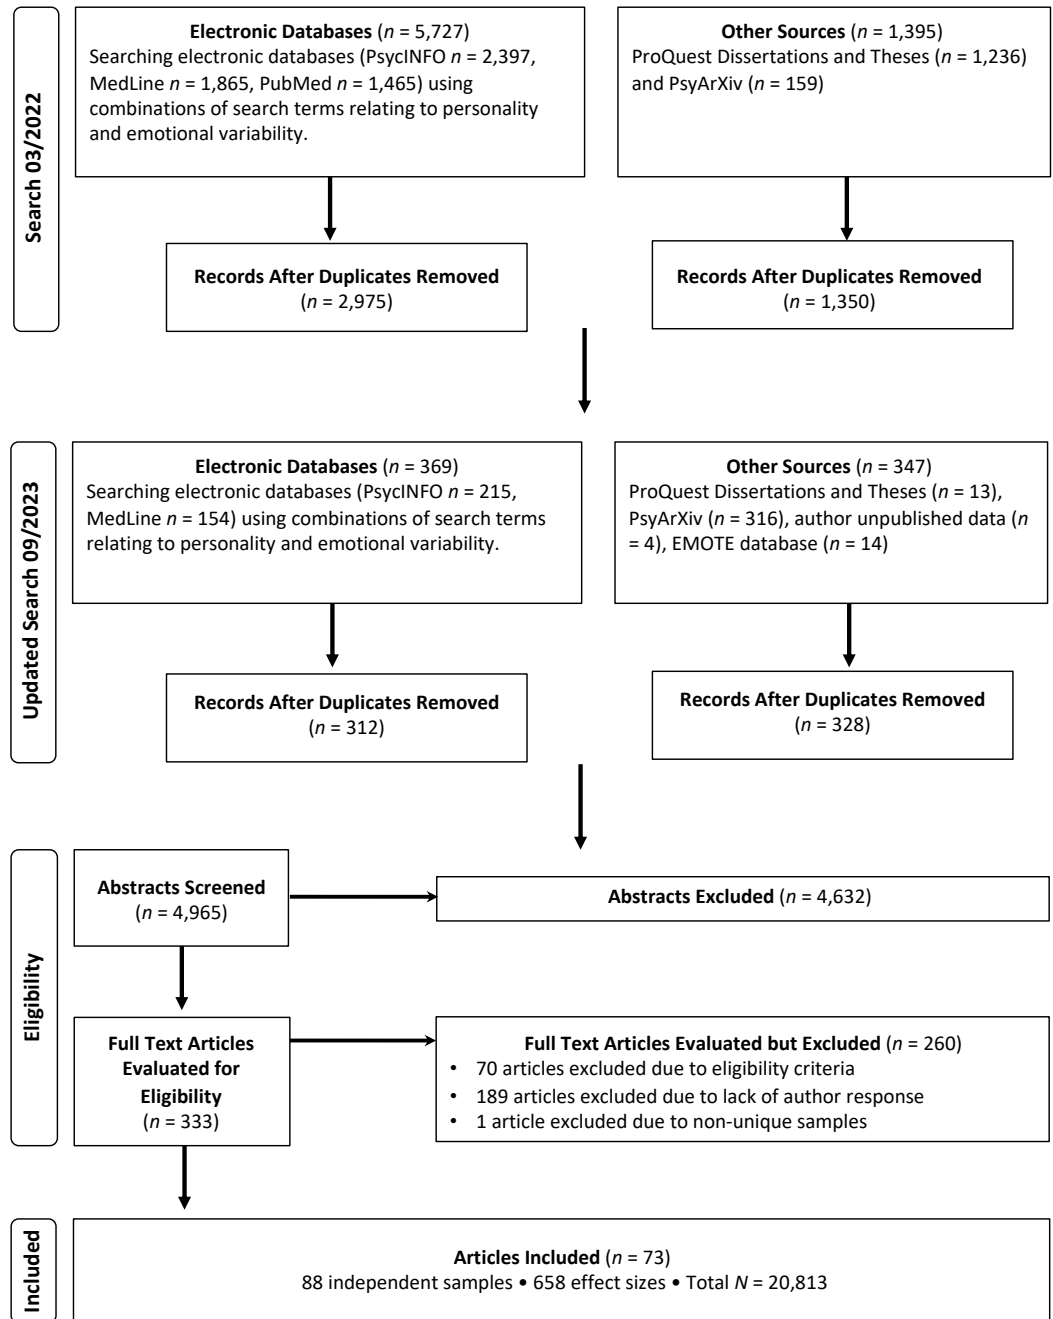 Search 03/2022
Electronic Databases (n = 5,727)
Searching electronic databases (PsycINFO n = 2,397,
MedLine n = 1,865, PubMed n = 1,465) using
combinations of search terms relating to personality
and emotional variability.
Other Sources (n = 1,395)
ProQuest Dissertations and Theses (n = 1,236)
and PsyArXiv (n = 159)
Records After Duplicates Removed
(n = 2,975)
Records After Duplicates Removed
(n = 1,350)
Updated Search 09/2023
Electronic Databases (n = 369)
Searching electronic databases (PsycINFO n = 215,
MedLine n = 154) using combinations of search terms
relating to personality and emotional variability.
Other Sources (n = 347)
ProQuest Dissertations and Theses (n = 13),
PsyArXiv (n = 316), author unpublished data (n
= 4), EMOTE database (n = 14)
Records After Duplicates Removed
(n = 312)
Records After Duplicates Removed
(n = 328)
Eligibility
Abstracts Screened
(n = 4,965)
Abstracts Excluded (n = 4,632)
Full Text Articles
Evaluated for
Eligibility
(n = 333)
Full Text Articles Evaluated but Excluded (n = 260)
• 70 articles excluded due to eligibility criteria
• 189 articles excluded due to lack of author response
• 1 article excluded due to non-unique samples
Included
Articles Included (n = 73)
88 independent samples • 658 effect sizes • Total N = 20,813